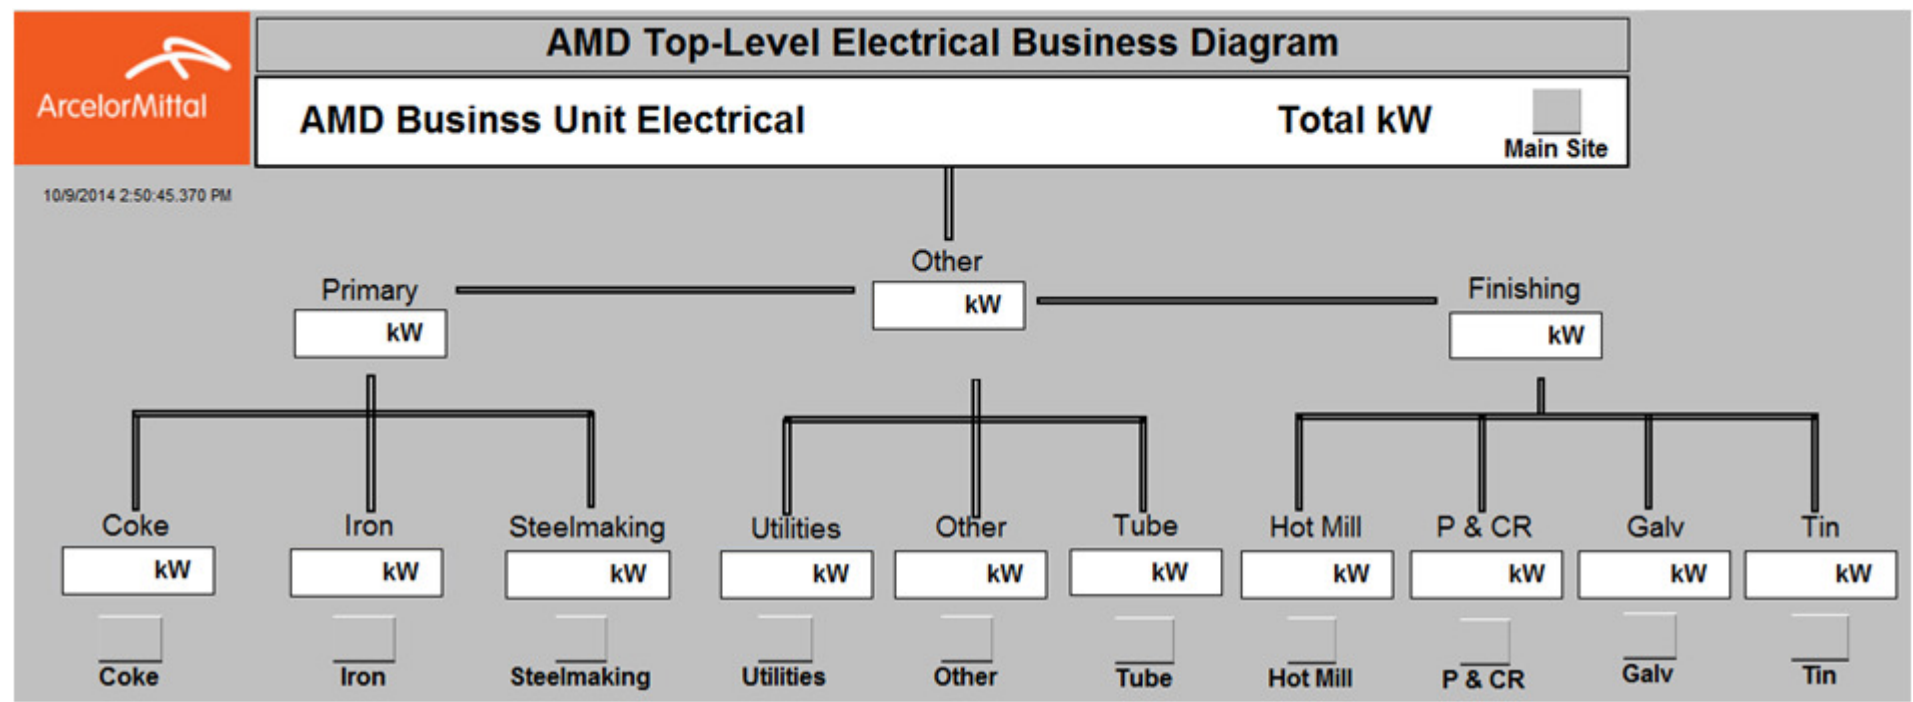 AMD Top-Level Electrical Business Diagram
ArcelorMittal
AMD Businss Unit Electrical Total kW
Main Site
10/9/2014 2:50:45.370 PM
Other
kW
Primary
kW
Finishing
kW
Coke Iron Steelmaking Utilities Other Tube Hot Mill P & CR Galv Tin
kW kW kW kW kW kW kW kW kW kW
Coke Iron Steelmaking Utilities Other Tube Hot Mill P & CR Galv Tin